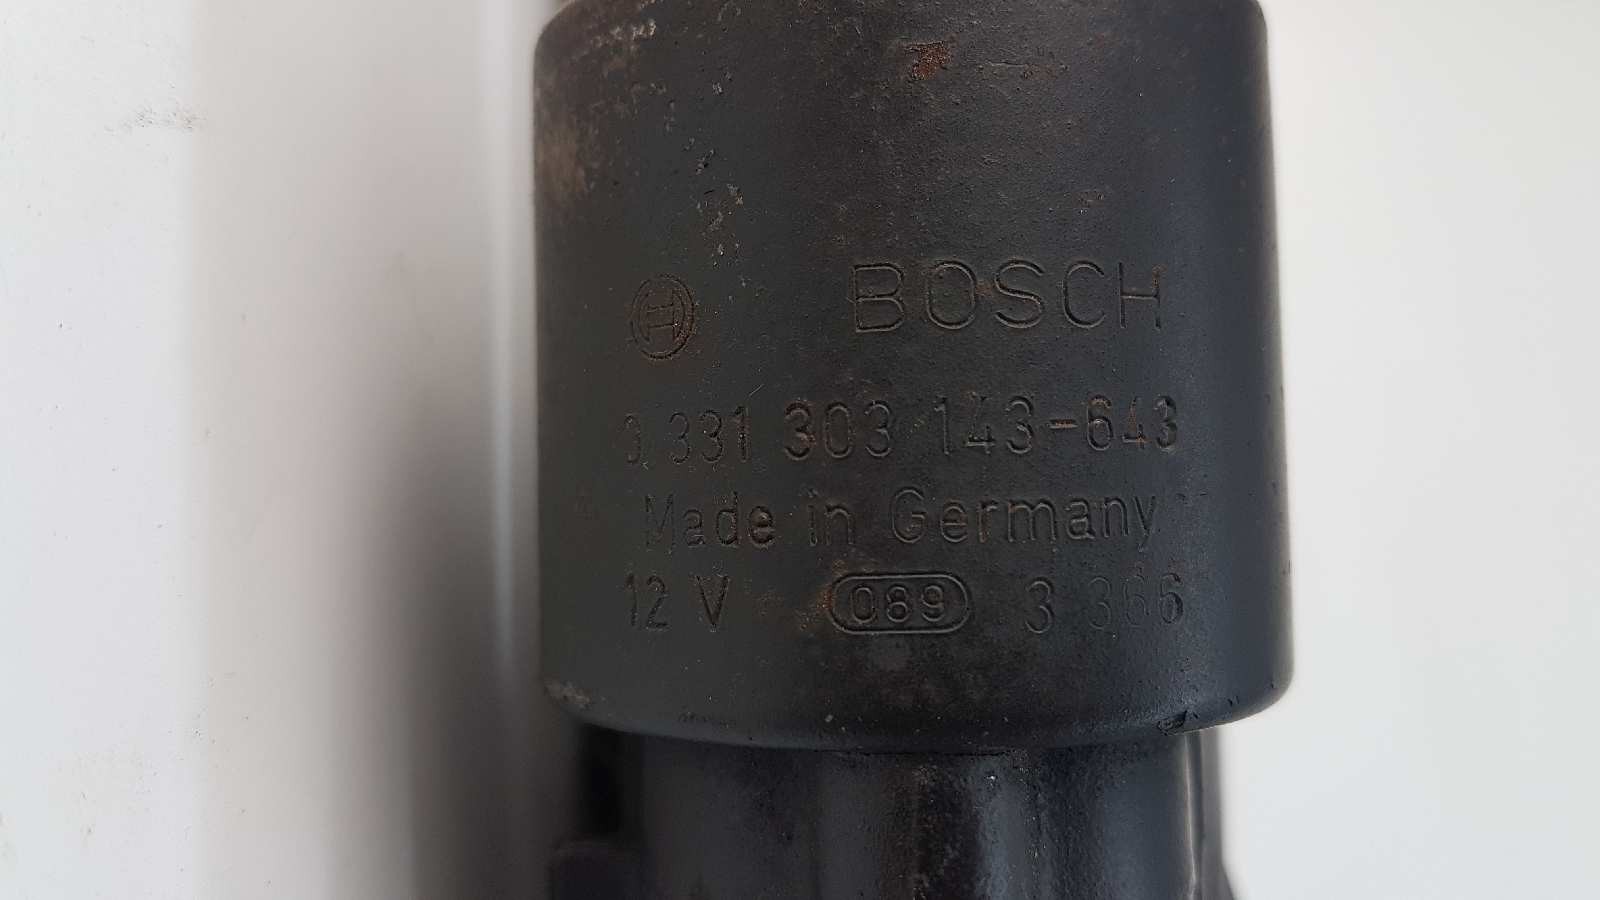 BOSCH
0 331 303 143-643
Made in Germany
12 V 089 3 366